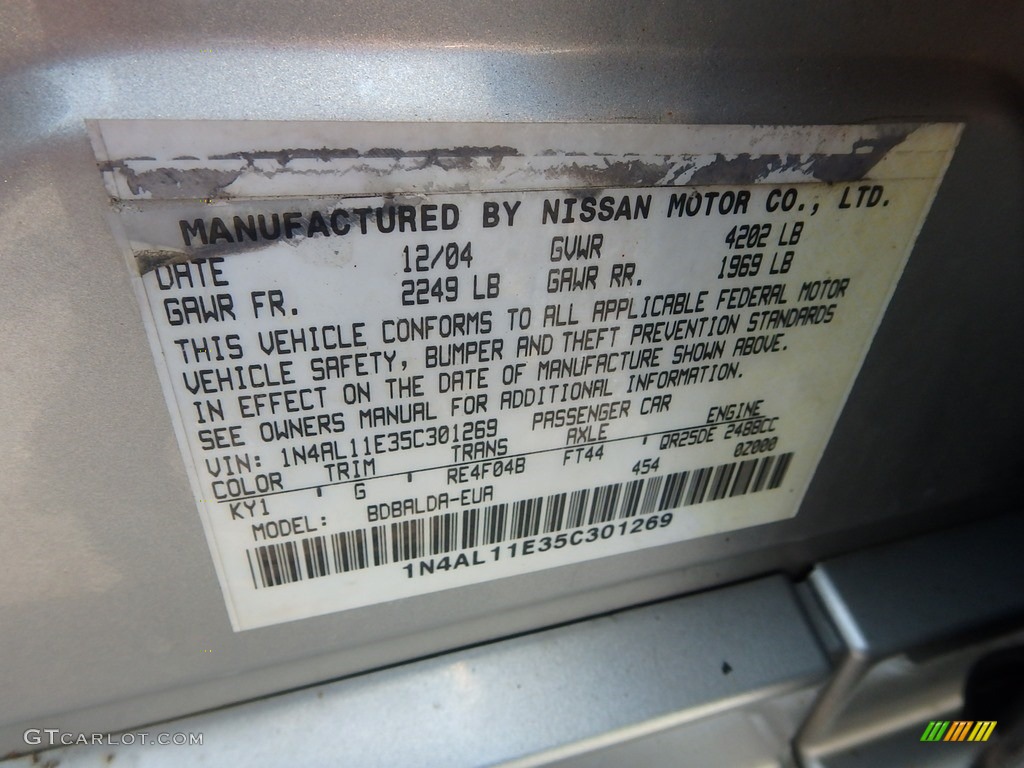 MANUFACTURED BY NISSAN MOTOR CO., LTD.
DATE 12/04 GVWR 4202 LB
GAWR FR. 2249 LB GAWR RR. 1969 LB
THIS VEHICLE CONFORMS TO ALL APPLICABLE FEDERAL MOTOR
VEHICLE SAFETY, BUMPER AND THEFT PREVENTION STANDARDS
IN EFFECT ON THE DATE OF MANUFACTURE SHOWN ABOVE.
SEE OWNERS MANUAL FOR ADDITIONAL INFORMATION.
VIN: 1N4AL11E35C301269 PASSENGER CAR
COLOR TRIM TRANS AXLE ENGINE
KY1 G RE4F04B FT44 QR25DE 2488CC
MODEL: BDBALDA-EUA 454 0Z000
1N4AL11E35C301269
GTCARLOT.COM